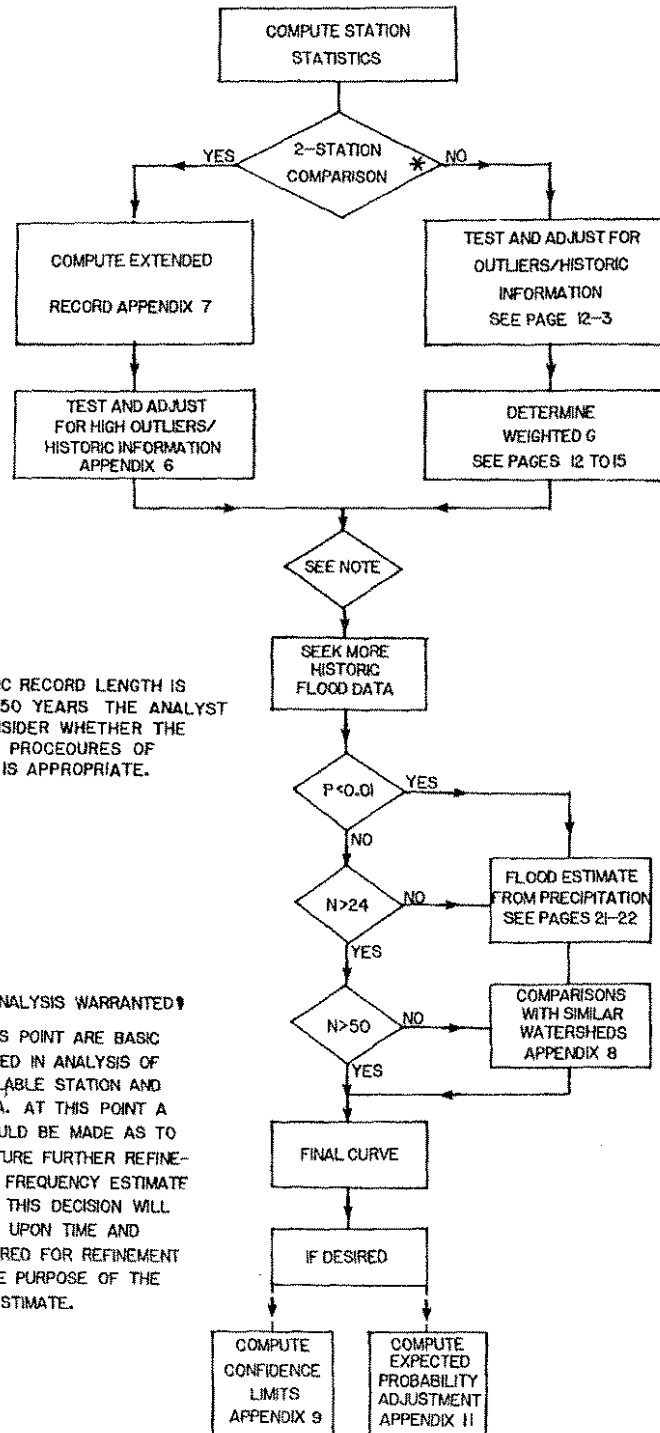 COMPUTE STATION
STATISTICS
YES
2-STATION
COMPARISON
*
NO
COMPUTE EXTENDED
RECORD APPENDIX 7
TEST AND ADJUST FOR
OUTLIERS/HISTORIC
INFORMATION
SEE PAGE 12-3
TEST AND ADJUST
FOR HIGH OUTLIERS/
HISTORIC INFORMATION
APPENDIX 6
DETERMINE
WEIGHTED G
SEE PAGES 12 TO 15
SEE NOTE
SEEK MORE
HISTORIC
FLOOD DATA
C RECORD LENGTH IS
50 YEARS THE ANALYST
SIDER WHETHER THE
PROCEOURES OF
IS APPROPRIATE.
P<0.01
YES
NO
N>24
NO
FLOOD ESTIMATE
FROM PRECIPITATION
SEE PAGES 21-22
YES
NALYSIS WARRANTED
N>50
NO
COMPARISONS
WITH SIMILAR
WATERSHEDS
APPENDIX 8
YES
S POINT ARE BASIC
ED IN ANALYSIS OF
LABLE STATION AND
A. AT THIS POINT A
ULD BE MADE AS TO
TURE FURTHER REFINE-
FREQUENCY ESTIMATE
THIS DECISION WILL
UPON TIME AND
RED FOR REFINEMENT
E PURPOSE OF THE
STIMATE.
FINAL CURVE
IF DESIRED
COMPUTE
CONFIDENCE
LIMITS
APPENDIX 9
COMPUTE
EXPECTED
PROBABILITY
ADJUSTMENT
APPENDIX 11